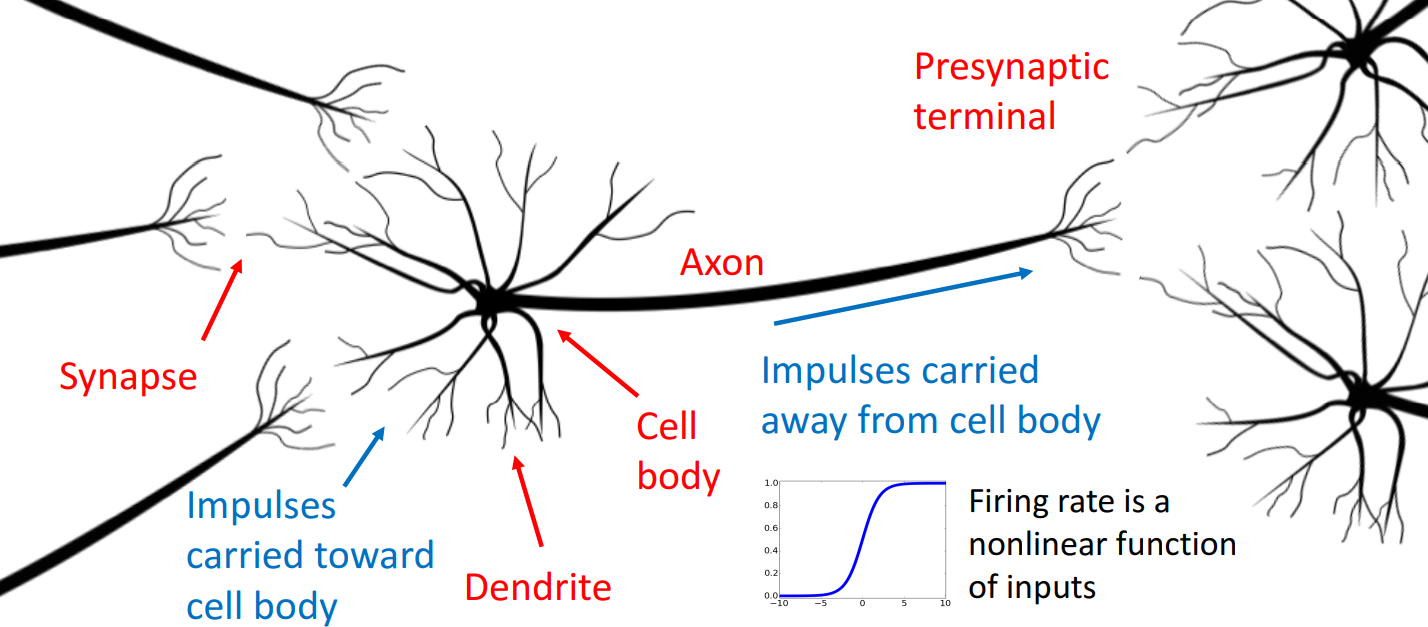 Presynaptic
terminal
Axon
Synapse
Impulses carried
away from cell body
Cell
body
Impulses
carried toward
cell body
Dendrite
1.0
0.8
0.6
0.4
0.2
0.0
−10 −5 0 5 10
Firing rate is a
nonlinear function
of inputs